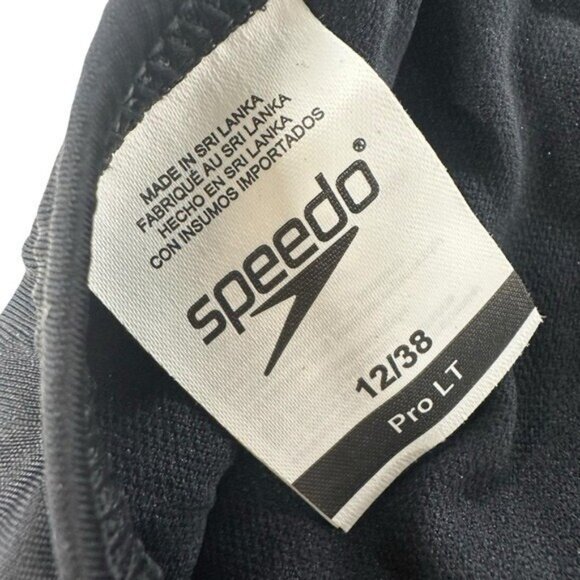 MADE IN SRI LANKA
FABRIQUÉ AU SRI LANKA
HECHO EN SRI LANKA
CON INSUMOS IMPORTADOS
speedo®
12/38
Pro LT